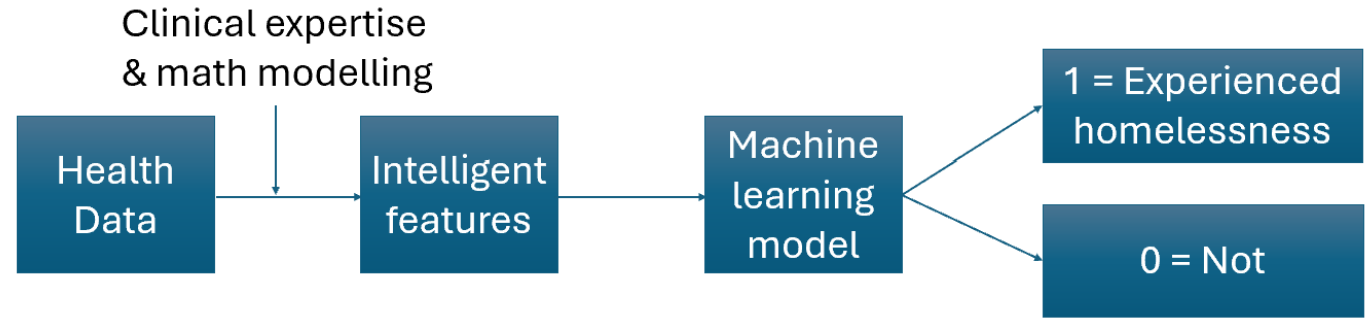 Clinical expertise
& math modelling
Health
Data
Intelligent
features
Machine
learning
model
1 = Experienced
homelessness
0 = Not